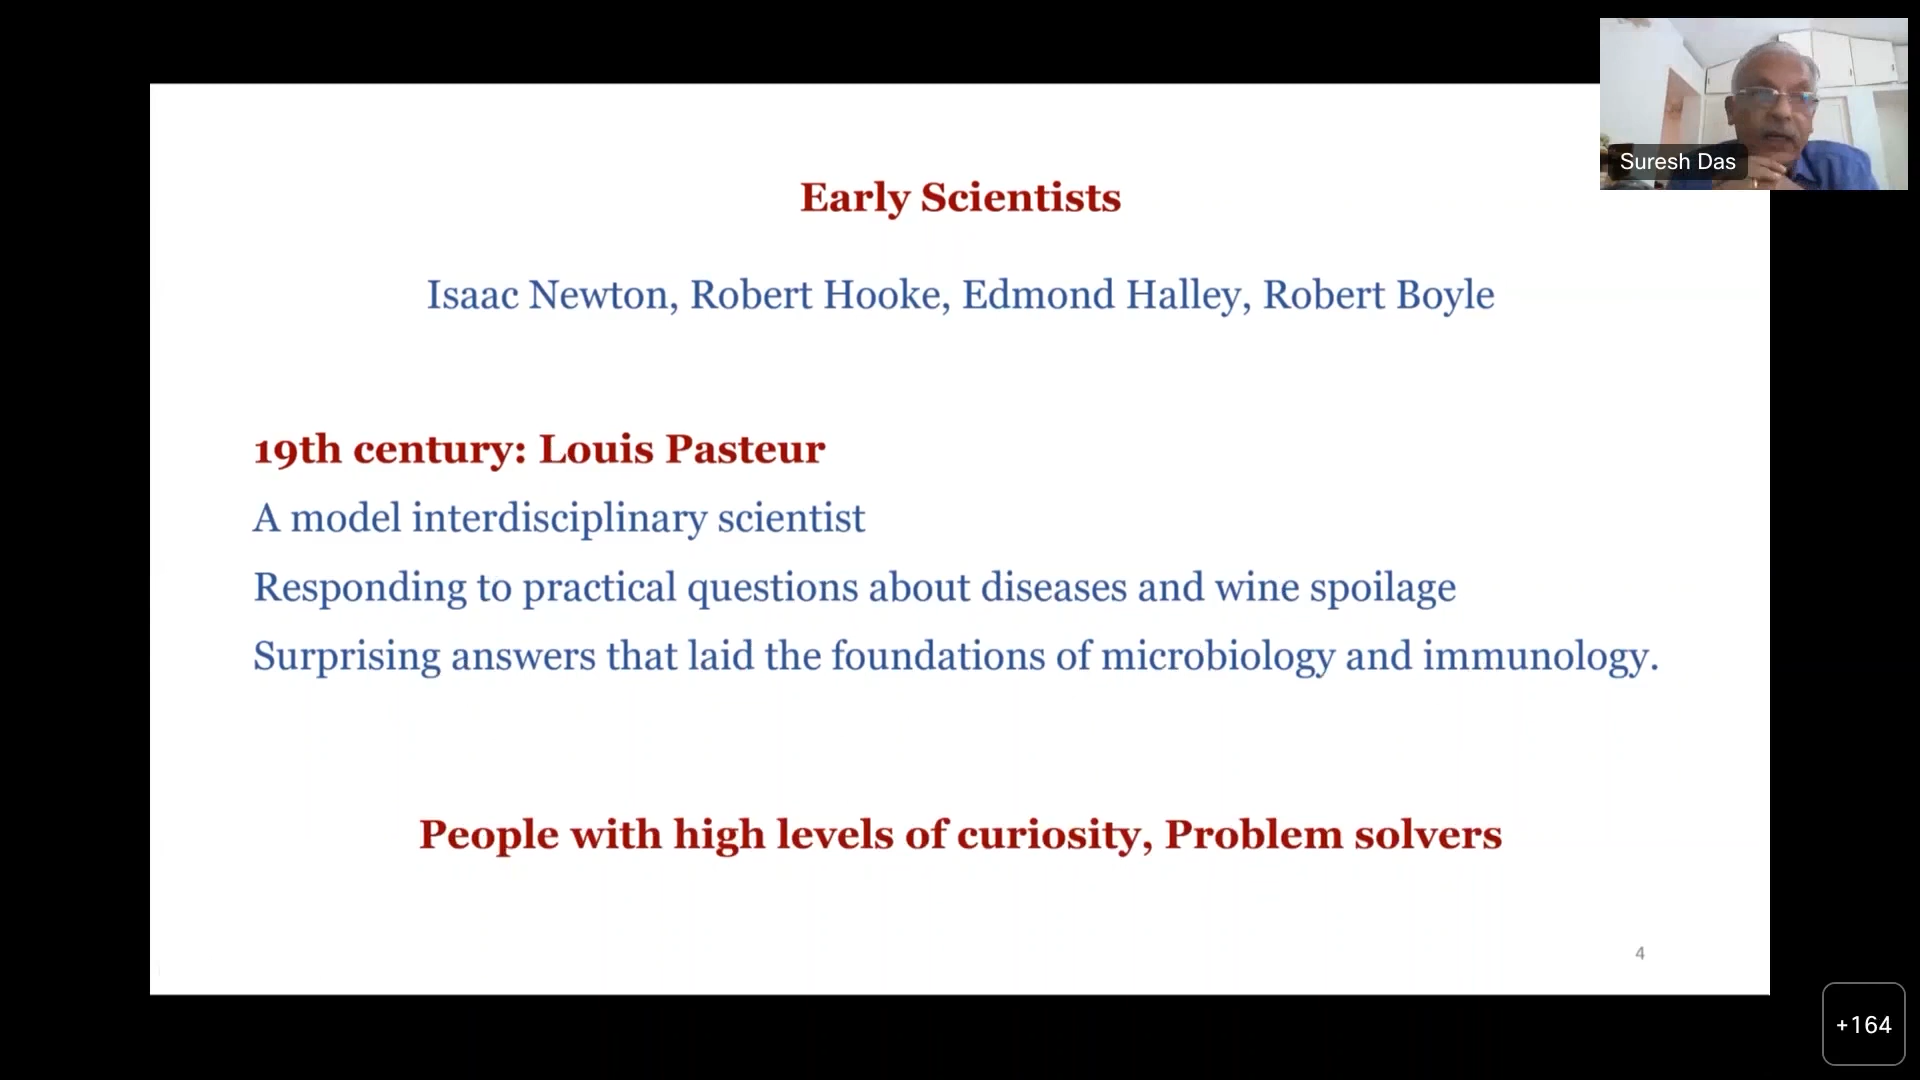 Suresh Das
Early Scientists
Isaac Newton, Robert Hooke, Edmond Halley, Robert Boyle
19th century: Louis Pasteur
A model interdisciplinary scientist
Responding to practical questions about diseases and wine spoilage
Surprising answers that laid the foundations of microbiology and immunology.
People with high levels of curiosity, Problem solvers
4
+164